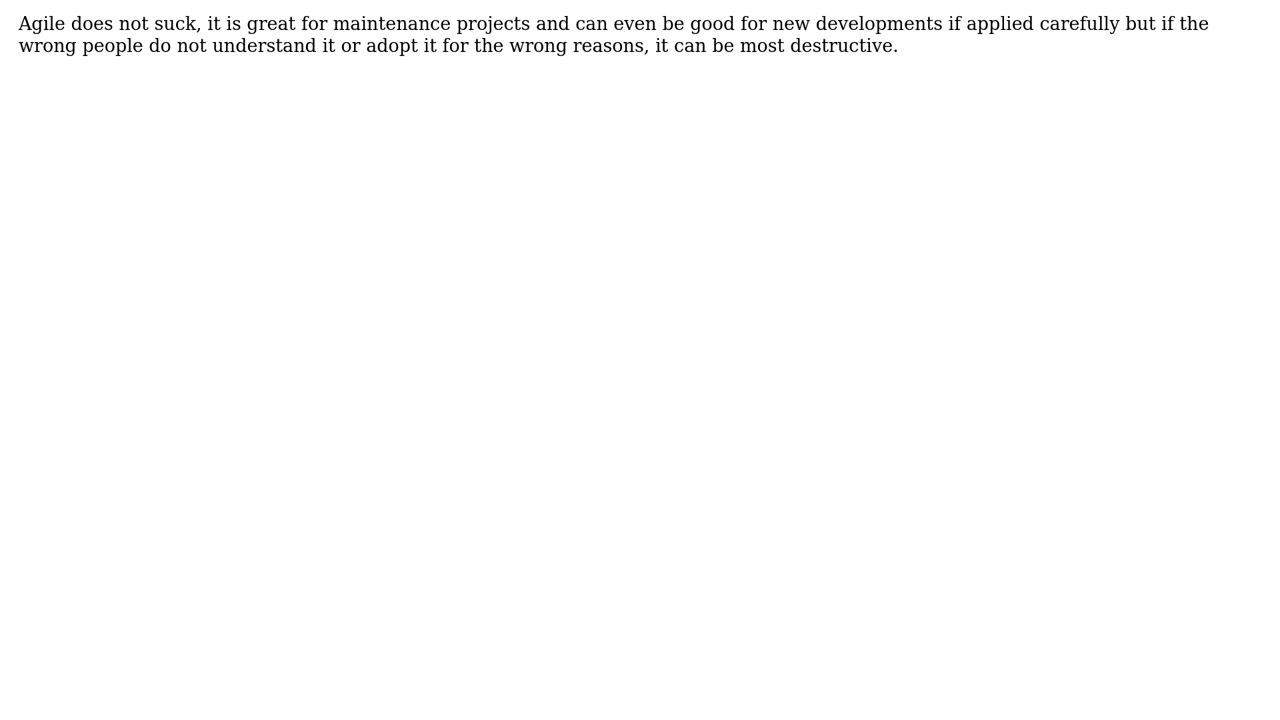 Agile does not suck, it is great for maintenance projects and can even be good for new developments if applied carefully but if the
wrong people do not understand it or adopt it for the wrong reasons, it can be most destructive.